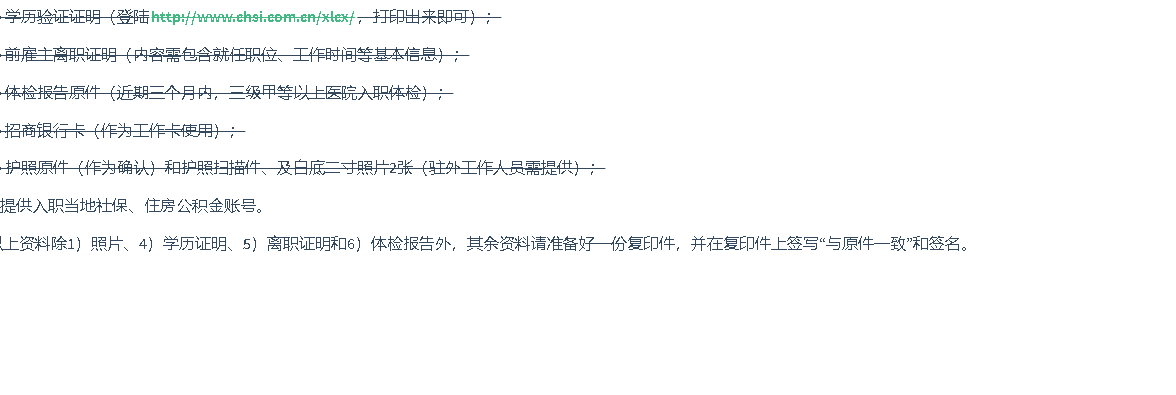 学历验证证明（登陆http://www.chsi.com.cn/xlcx/，打印出来即可）；
前雇主离职证明（内容需包含就任职位、工作时间等基本信息）；
体检报告原件（近期三个月内，三级甲等以上医院入职体检）；
招商银行卡（作为工作卡使用）；
护照原件（作为确认）和护照扫描件、及白底二寸照片2张（驻外工作人员需提供）；
提供入职当地社保、住房公积金账号。
以上资料除1）照片、4）学历证明、5）离职证明和6）体检报告外，其余资料请准备好一份复印件，并在复印件上签写“与原件一致”和签名。